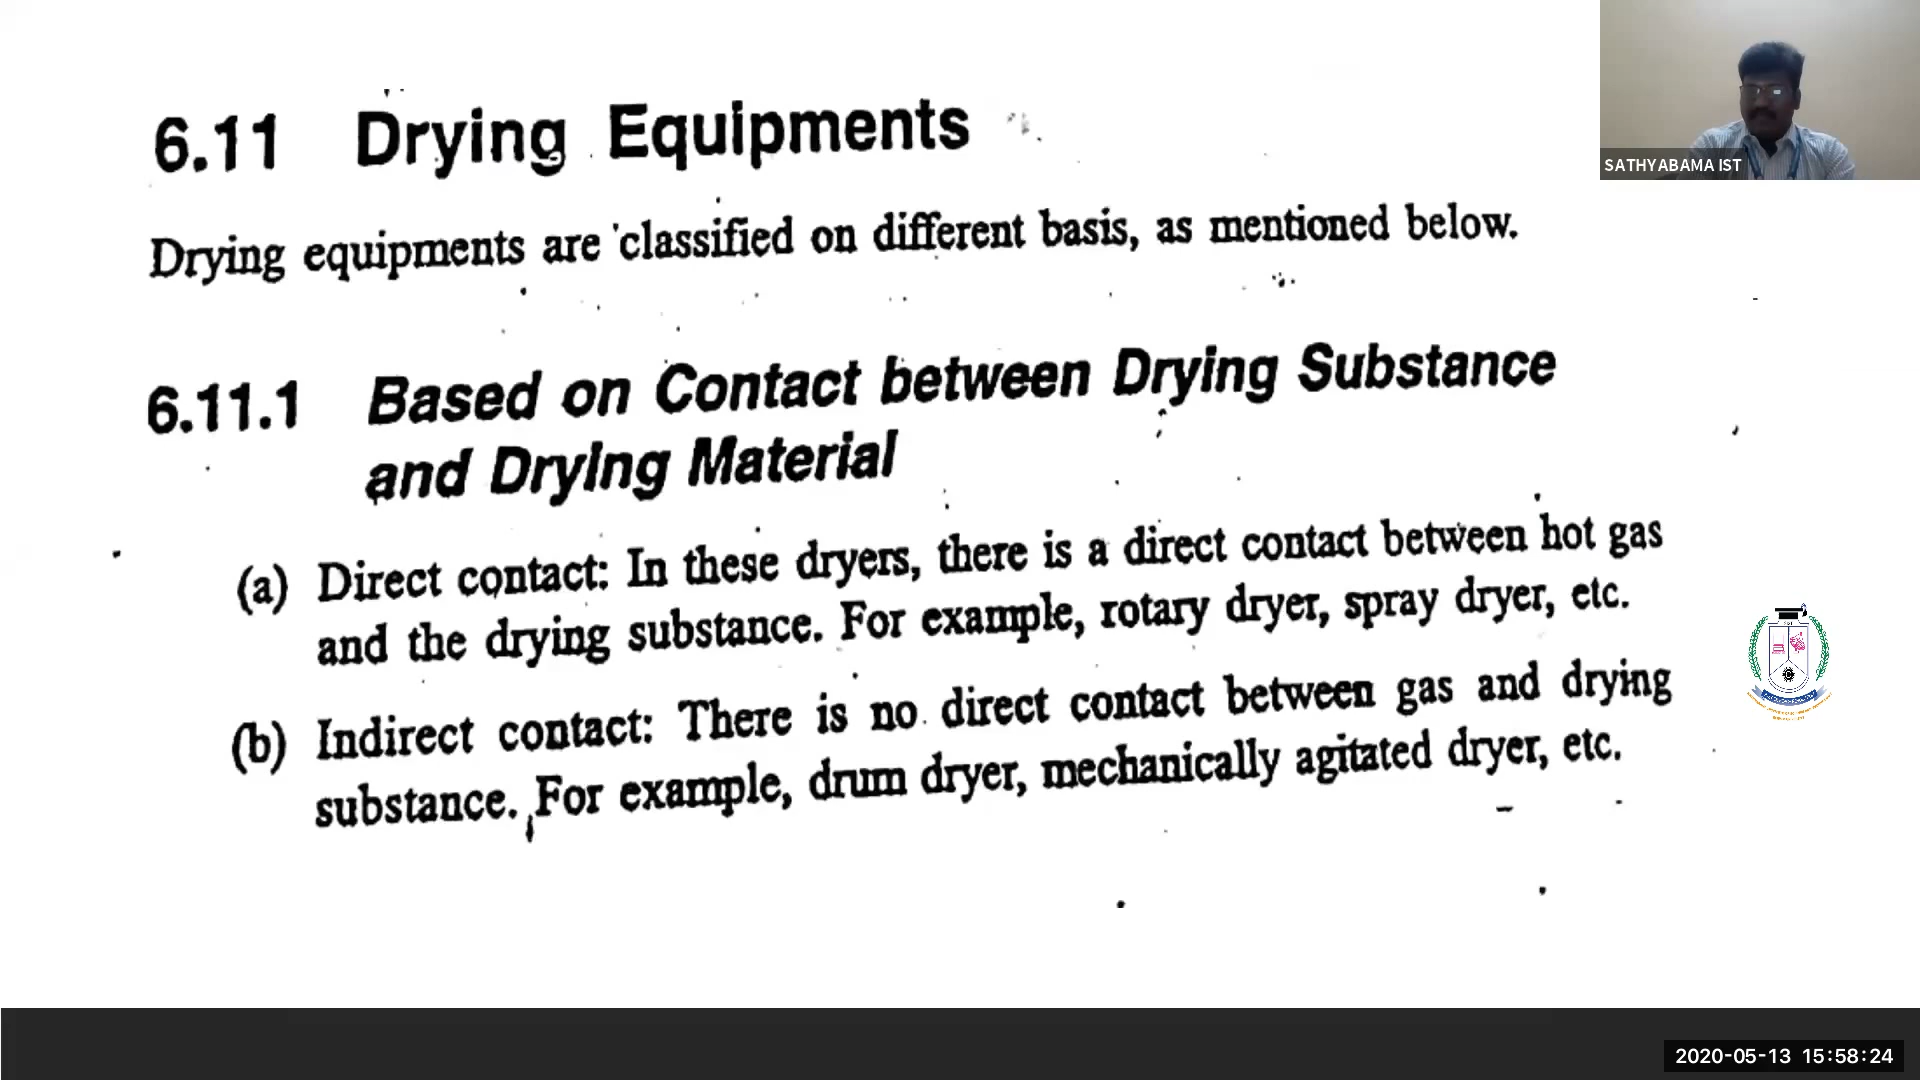 6.11 Drying Equipments
SATHYABAMA IST
Drying equipments are classified on different basis, as mentioned below.
6.11.1 Based on Contact between Drying Substance
and Drying Material
(a) Direct contact: In these dryers, there is a direct contact between hot gas
and the drying substance. For example, rotary dryer, spray dryer, etc.
(b) Indirect contact: There is no direct contact between gas and drying
substance. For example, drum dryer, mechanically agitated dryer, etc.
2020-05-13 15:58:24